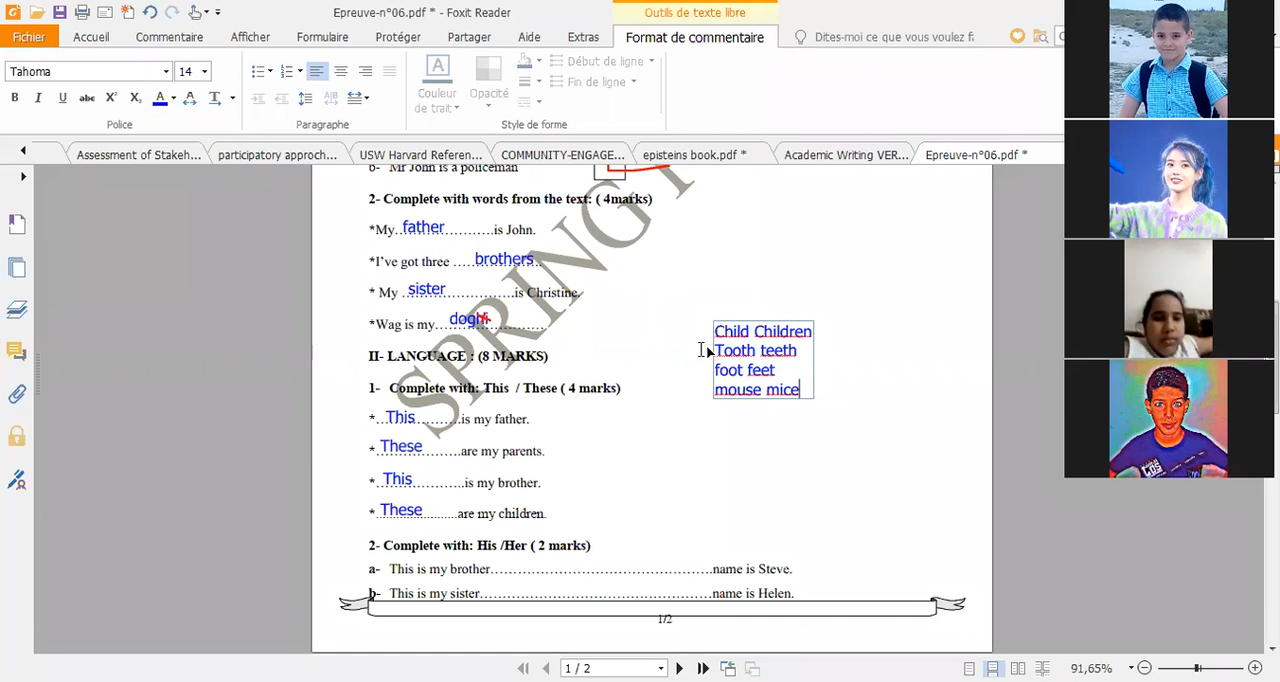 Epreuve-n°06.pdf * - Foxit Reader
Outils de texte libre
Fichier Accueil Commentaire Afficher Formulaire Protéger Partager Aide Extras Format de commentaire Dites-moi ce que vous voulez f
Tahoma 14
Début de ligne
Fin de ligne
Couleur de trait
Opacité
Police Paragraphe Style de forme
Assessment of Stakeh... participatory approch... USW Harvard Referen... COMMUNITY-ENGAGE... episteins book.pdf * Academic Writing VER... Epreuve-n°06.pdf *
b- Mr John is a policeman
2- Complete with words from the text: ( 4marks)
*My father is John.
*I've got three brothers
* My sister is Christine.
*Wag is my
II- LANGUAGE : (8 MARKS)
1- Complete with: This / These ( 4 marks)
* This is my father.
* These are my parents.
* This is my brother.
* These are my children.
Child Children
Tooth teeth
foot feet
mouse mice
2- Complete with: His /Her ( 2 marks)
a- This is my brother……………………………………………name is Steve.
b- This is my sister……………………………………………name is Helen.
1/2
SPRING
1 / 2
91,65%